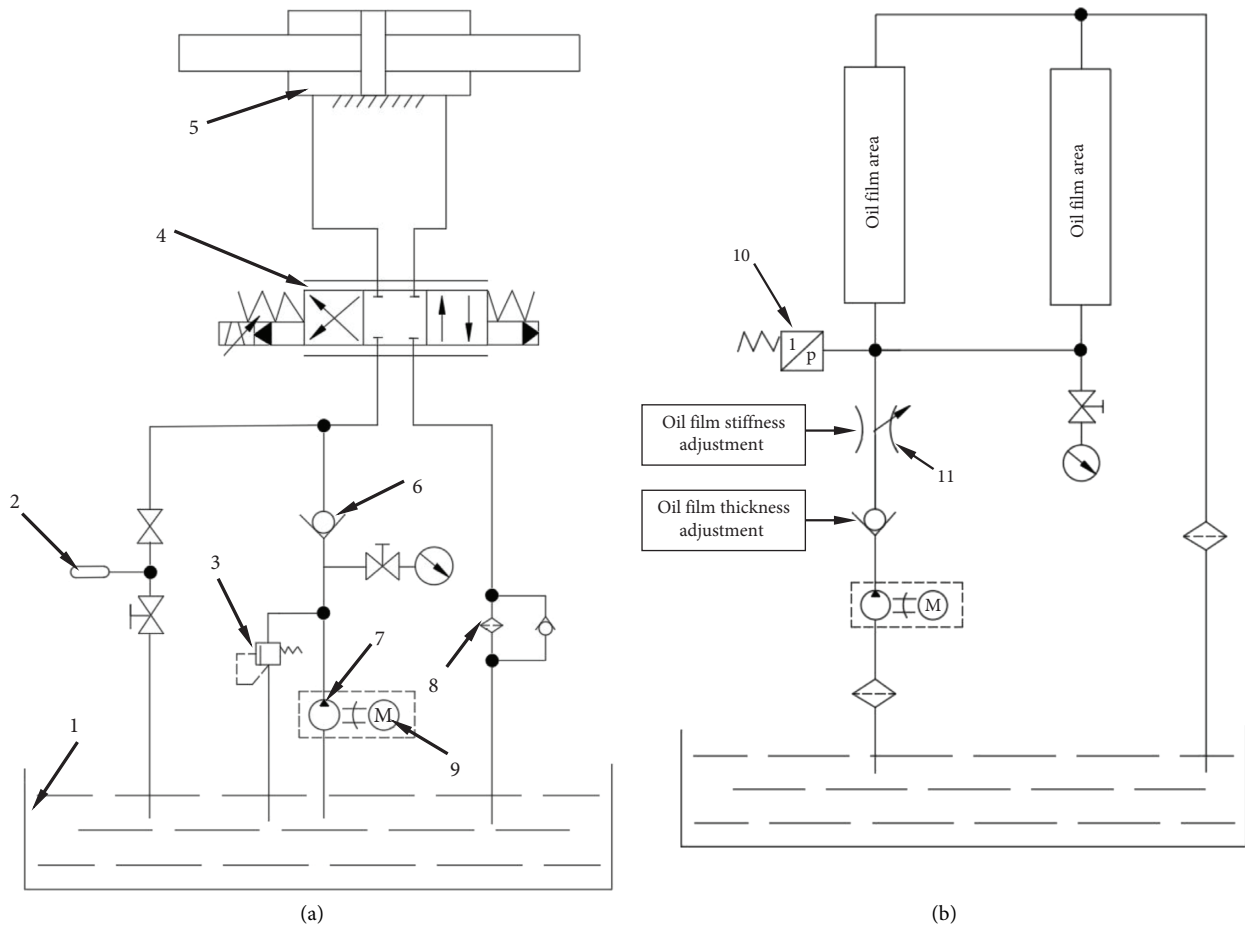 5
4
2
3
6
7
8
M
1
9
(a)
Oil film area
Oil film area
10
1
p
Oil film stiffness
adjustment
11
Oil film thickness
adjustment
M
(b)